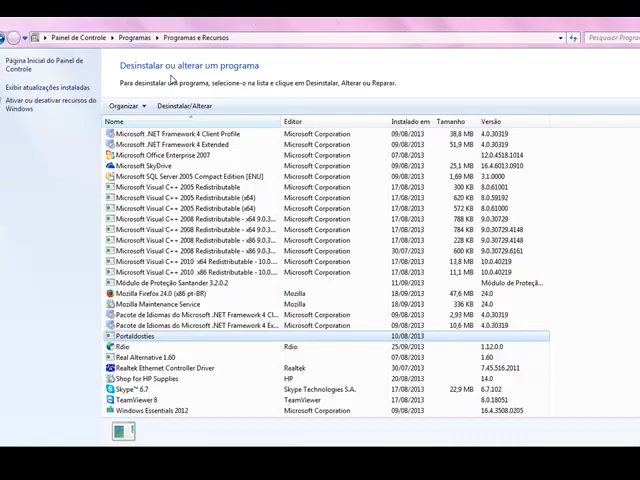 Painel de Controle ▸ Programas ▸ Programas e Recursos
Pesquisar Progra
Página Inicial do Painel de
Controle
Exibir atualizações instaladas
Ativar ou desativar recursos do
Windows
Desinstalar ou alterar um programa
Para desinstalar um programa, selecione-o na lista e clique em Desinstalar, Alterar ou Reparar.
Organizar Desinstalar/Alterar
Nome Editor Instalado em Tamanho Versão
Microsoft .NET Framework 4 Client Profile Microsoft Corporation 09/08/2013 38,8 MB 4.0.30319
Microsoft .NET Framework 4 Extended Microsoft Corporation 09/08/2013 51,9 MB 4.0.30319
Microsoft Office Enterprise 2007 Microsoft Corporation 17/08/2013 12.0.4518.1014
Microsoft SkyDrive Microsoft Corporation 09/08/2013 25,1 MB 16.4.6013.0910
Microsoft SQL Server 2005 Compact Edition [ENU] Microsoft Corporation 09/08/2013 1,69 MB 3.1.0000
Microsoft Visual C++ 2005 Redistributable Microsoft Corporation 17/08/2013 300 KB 8.0.61001
Microsoft Visual C++ 2005 Redistributable (x64) Microsoft Corporation 17/08/2013 620 KB 8.0.59192
Microsoft Visual C++ 2005 Redistributable (x64) Microsoft Corporation 17/08/2013 572 KB 8.0.61000
Microsoft Visual C++ 2008 Redistributable - x64 9.0.3... Microsoft Corporation 17/08/2013 788 KB 9.0.30729
Microsoft Visual C++ 2008 Redistributable - x64 9.0.3... Microsoft Corporation 17/08/2013 784 KB 9.0.30729.4148
Microsoft Visual C++ 2008 Redistributable - x86 9.0.3... Microsoft Corporation 17/08/2013 228 KB 9.0.30729.4148
Microsoft Visual C++ 2008 Redistributable - x86 9.0.3... Microsoft Corporation 30/07/2013 600 KB 9.0.30729.6161
Microsoft Visual C++ 2010 x64 Redistributable - 10.0.... Microsoft Corporation 17/08/2013 13,8 MB 10.0.40219
Microsoft Visual C++ 2010 x86 Redistributable - 10.0.... Microsoft Corporation 17/08/2013 11,1 MB 10.0.40219
Módulo de Proteção Santander 3.2.0.2 09/11/2013 Módulo de Proteçã...
Mozilla Firefox 24.0 (x86 pt-BR) Mozilla 18/09/2013 47,6 MB 24.0
Mozilla Maintenance Service Mozilla 18/09/2013 336 KB 24.0
Pacote de Idiomas do Microsoft .NET Framework 4 Cl... Microsoft Corporation 09/08/2013 2,93 MB 4.0.30319
Pacote de Idiomas do Microsoft .NET Framework 4 Ex... Microsoft Corporation 09/08/2013 10,6 MB 4.0.30319
Portaldosties 10/08/2013
Rdio Rdio 25/09/2013 1.12.0.0
Real Alternative 1.60 07/08/2013 1.60
Realtek Ethernet Controller Driver Realtek 30/07/2013 7.45.516.2011
Shop for HP Supplies HP 09/08/2013 14.0
Skype™ 6.7 Skype Technologies S.A. 17/08/2013 22,9 MB 6.7.102
TeamViewer 8 TeamViewer 17/08/2013 8.0.18051
Windows Essentials 2012 Microsoft Corporation 09/08/2013 16.4.3508.0205